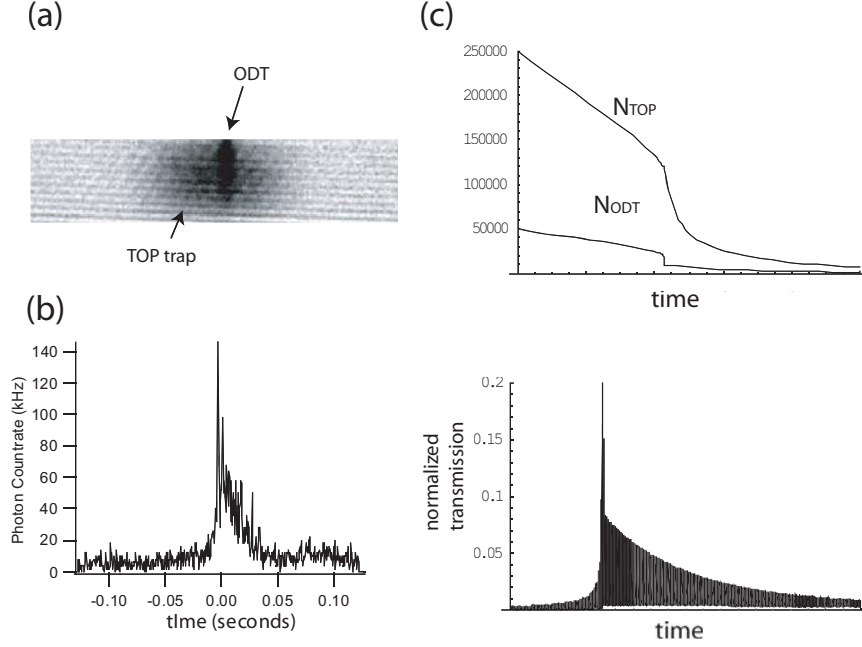 (a)
ODT
TOP trap
(b)
Photon Countrate (kHz)
140
120
100
80
60
40
20
0
-0.10 -0.05 0.00 0.05 0.10
tIme (seconds)
(c)
250000
200000
150000
100000
50000
NTOP
NODT
time
normalized
transmission
0.2
0.15
0.1
0.05
time